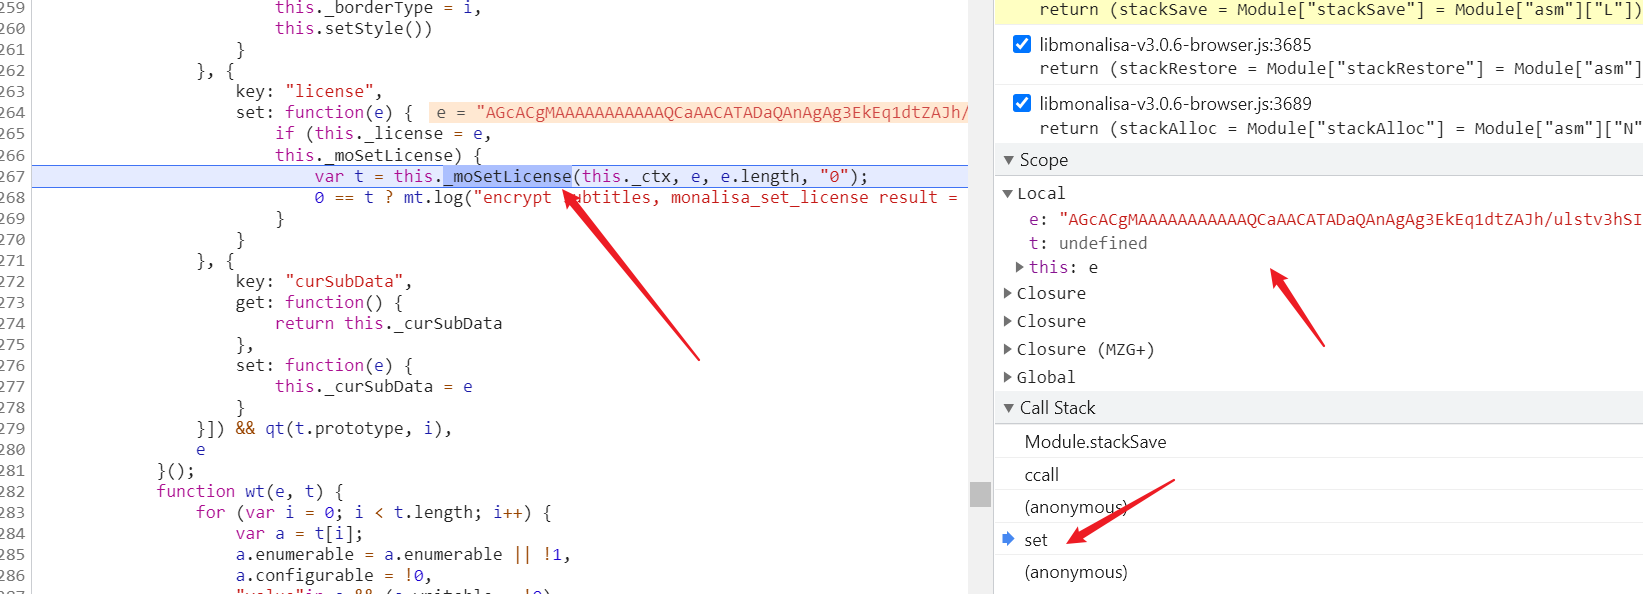 259 this._borderType = i,
260 this.setStyle())
261 }
262 }, {
263 key: "license",
264 set: function(e) { e = "AGcACgMAAAAAAAAAAAQCaAACATADaQAnAgAg3EkEq1dtZAJh/
265 if (this._license = e,
266 this._moSetLicense) {
267 var t = this._moSetLicense(this._ctx, e, e.length, "0");
268 0 == t ? mt.log("encrypt subtitles, monalisa_set_license result =
269 }
270 }
271 }, {
272 key: "curSubData",
273 get: function() {
274 return this._curSubData
275 },
276 set: function(e) {
277 this._curSubData = e
278 }
279 }]) && qt(t.prototype, i),
280 e
281 }();
282 function wt(e, t) {
283 for (var i = 0; i < t.length; i++) {
284 var a = t[i];
285 a.enumerable = a.enumerable || !1,
286 a.configurable = !0,
return (stackSave = Module["stackSave"] = Module["asm"]["L"])
libmonalisa-v3.0.6-browser.js:3685
return (stackRestore = Module["stackRestore"] = Module["asm"]
libmonalisa-v3.0.6-browser.js:3689
return (stackAlloc = Module["stackAlloc"] = Module["asm"]["N"
Scope
Local
e: "AGcACgMAAAAAAAAAAAQCaAACATADaQAnAgAg3EkEq1dtZAJh/ulstv3hSI
t: undefined
this: e
Closure
Closure
Closure (MZG+)
Global
Call Stack
Module.stackSave
ccall
(anonymous)
set
(anonymous)